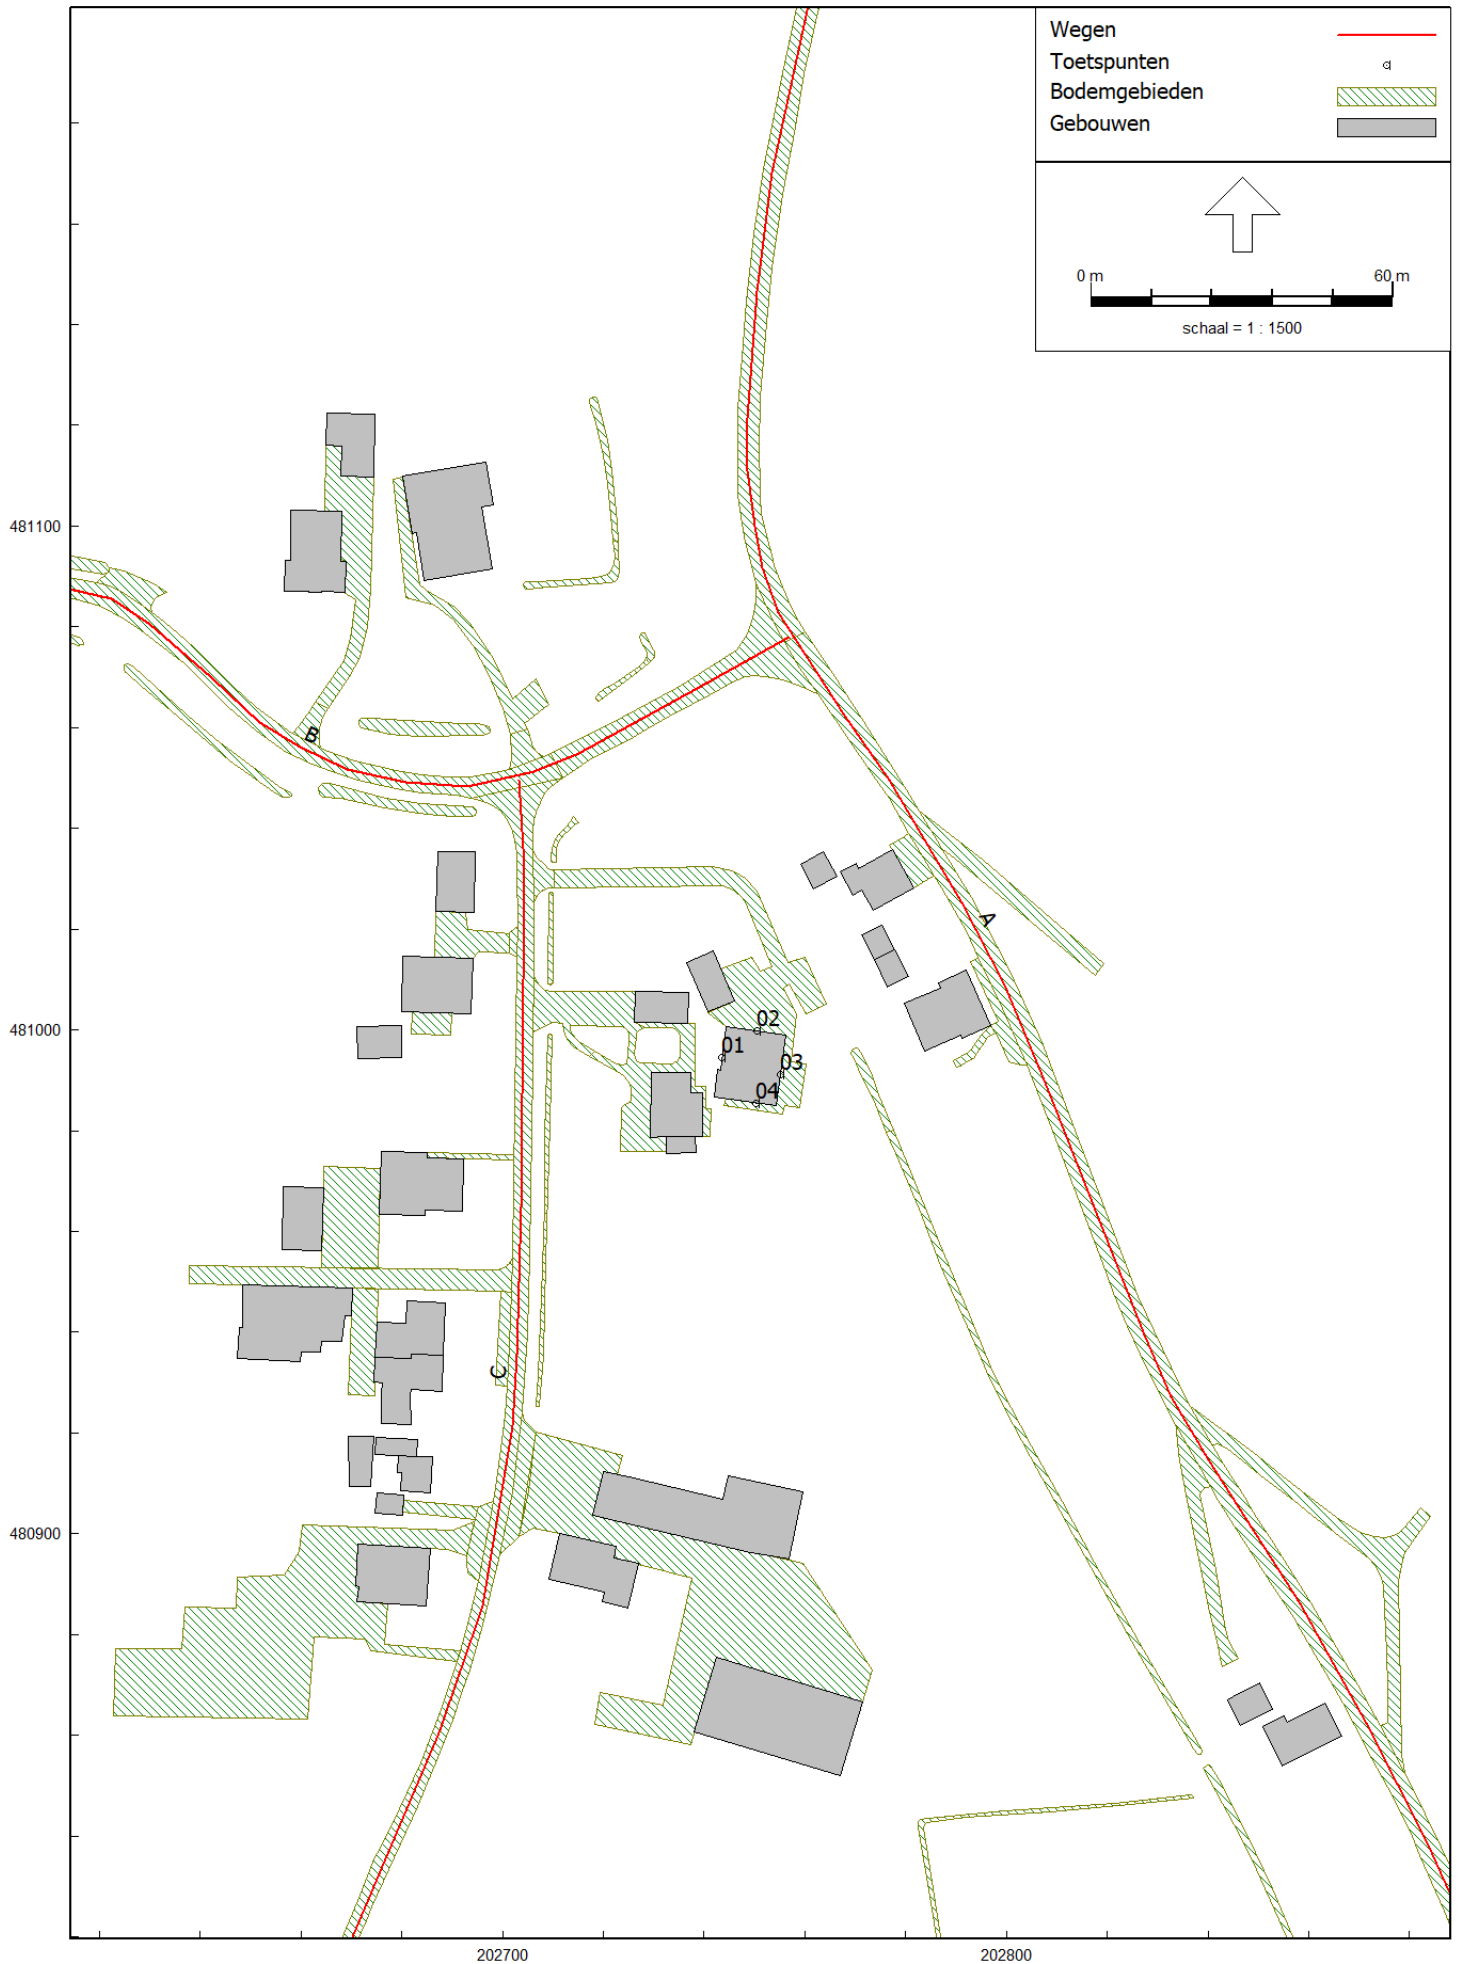 Wegen
Toetspunten
Bodemgebieden
Gebouwen
0 m 60 m
schaal = 1 : 1500
481100
B
A
481000
02
01
03
04
C
480900
202700 202800